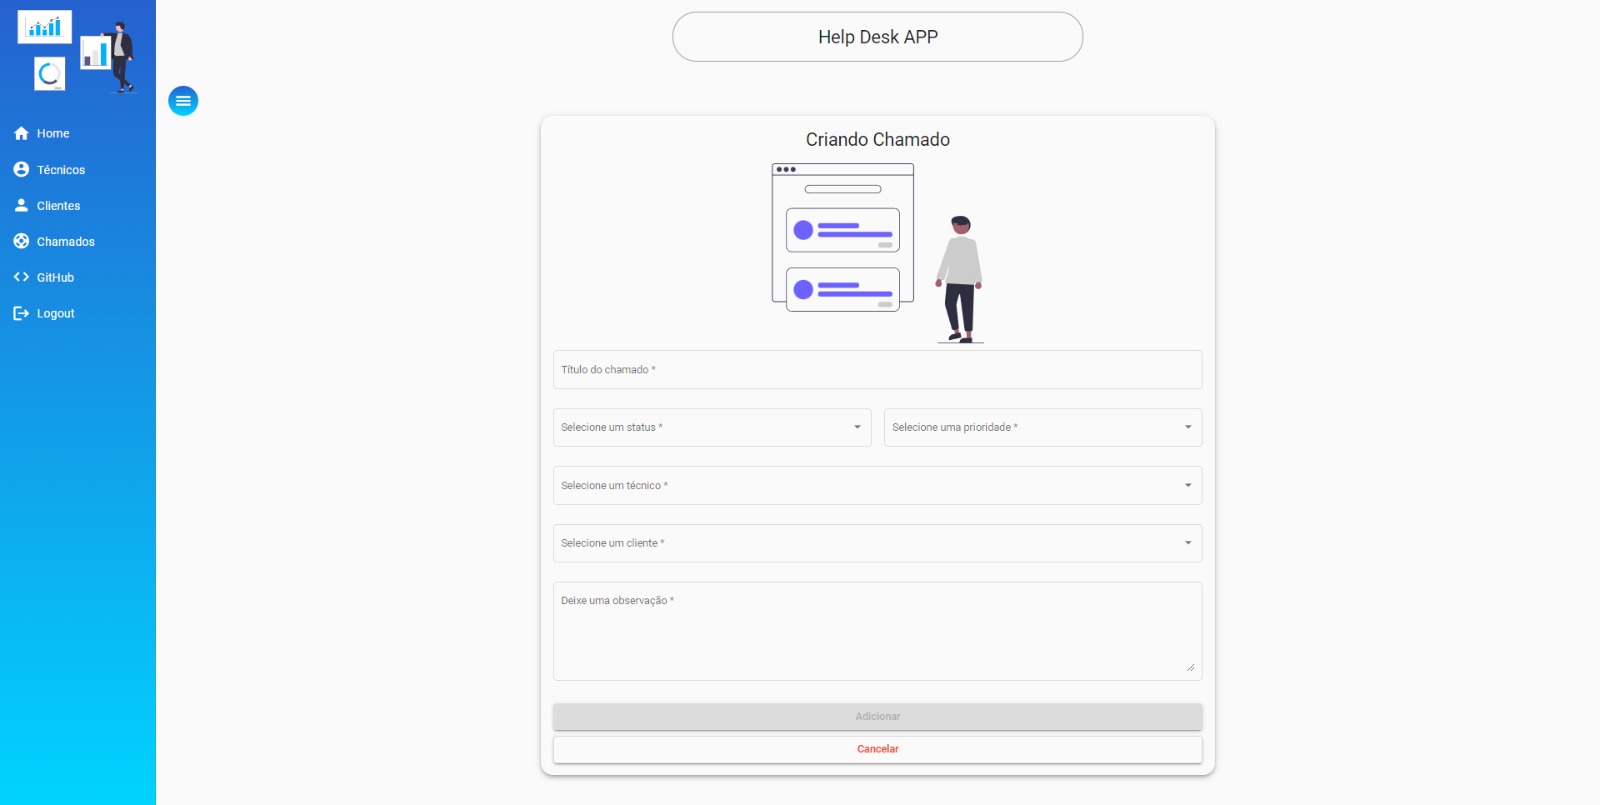 Help Desk APP
Home
Técnicos
Clientes
Chamados
GitHub
Logout
Criando Chamado
Título do chamado *
Selecione um status *
Selecione uma prioridade *
Selecione um técnico *
Selecione um cliente *
Deixe uma observação *
Adicionar
Cancelar